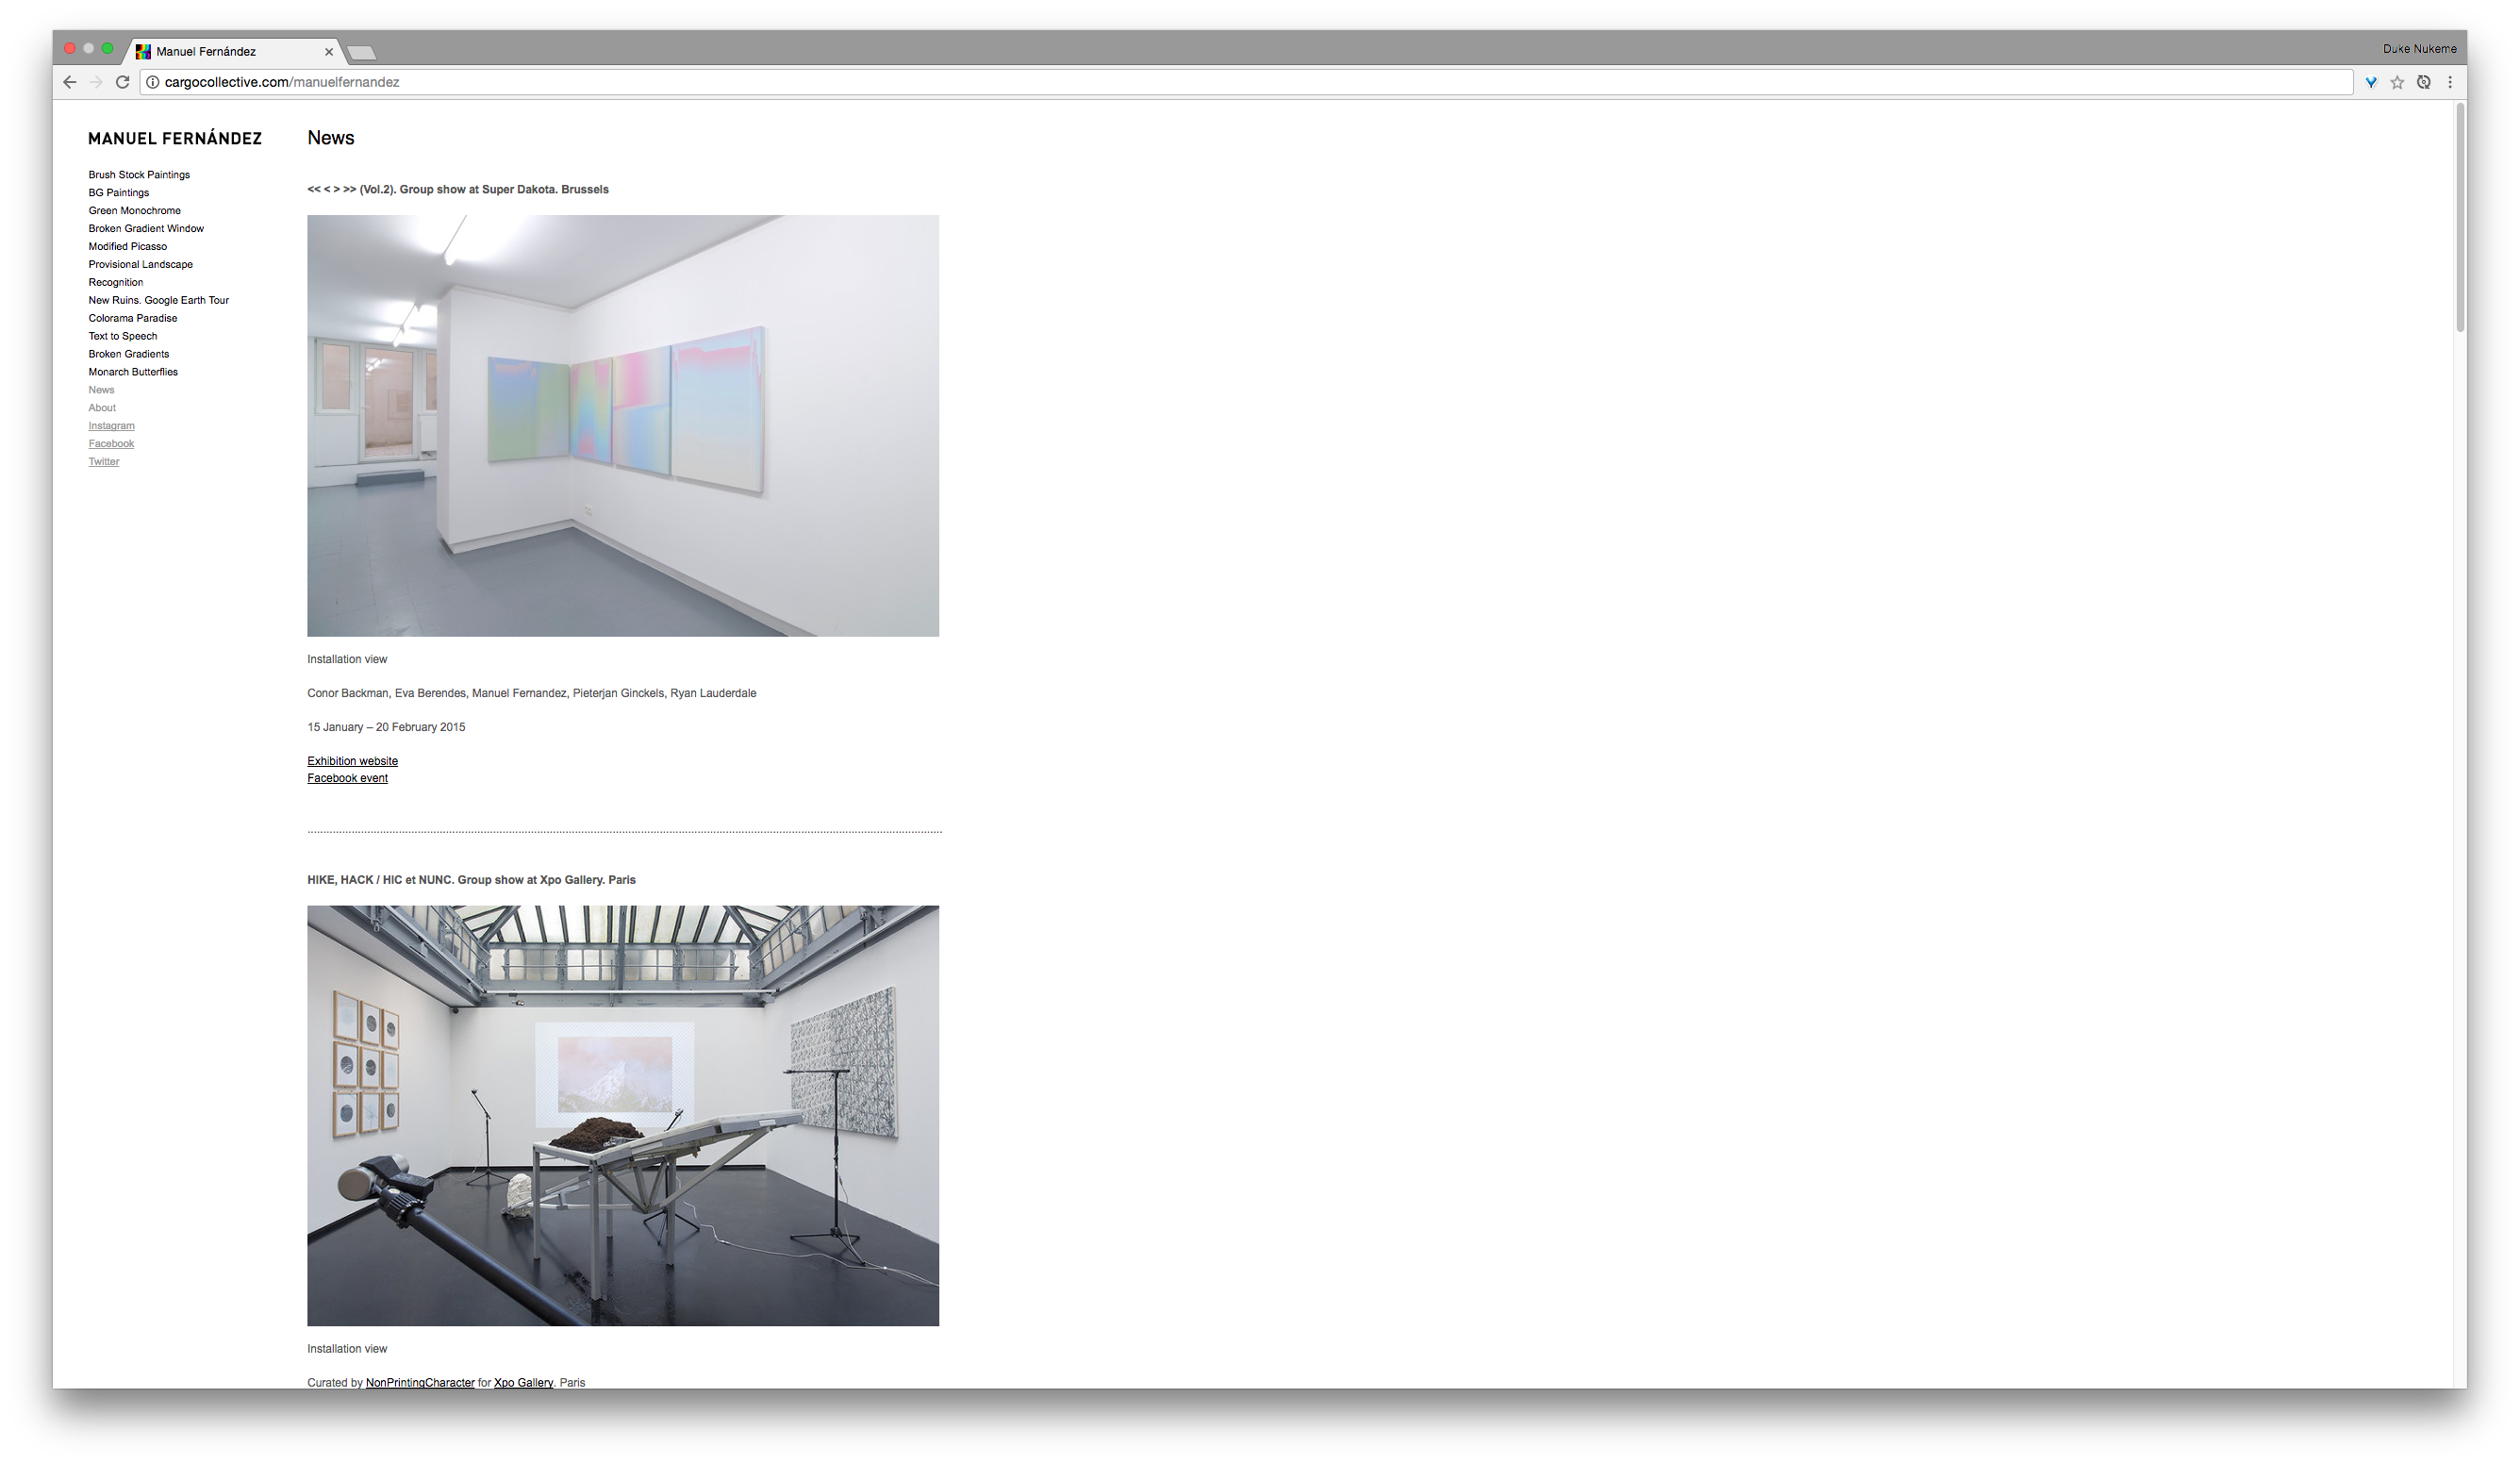 Manuel Fernández
Duke Nukeme
cargocollective.com/manuelfernandez
MANUEL FERNÁNDEZ
Brush Stock Paintings
BG Paintings
Green Monochrome
Broken Gradient Window
Modified Picasso
Provisional Landscape
Recognition
New Ruins. Google Earth Tour
Colorama Paradise
Text to Speech
Broken Gradients
Monarch Butterflies
News
About
Instagram
Facebook
Twitter
News
<< < > >> (Vol.2). Group show at Super Dakota. Brussels
Installation view
Conor Backman, Eva Berendes, Manuel Fernandez, Pieterjan Ginckels, Ryan Lauderdale
15 January – 20 February 2015
Exhibition website
Facebook event
HIKE, HACK / HIC et NUNC. Group show at Xpo Gallery. Paris
Installation view
Curated by NonPrintingCharacter for Xpo Gallery. Paris